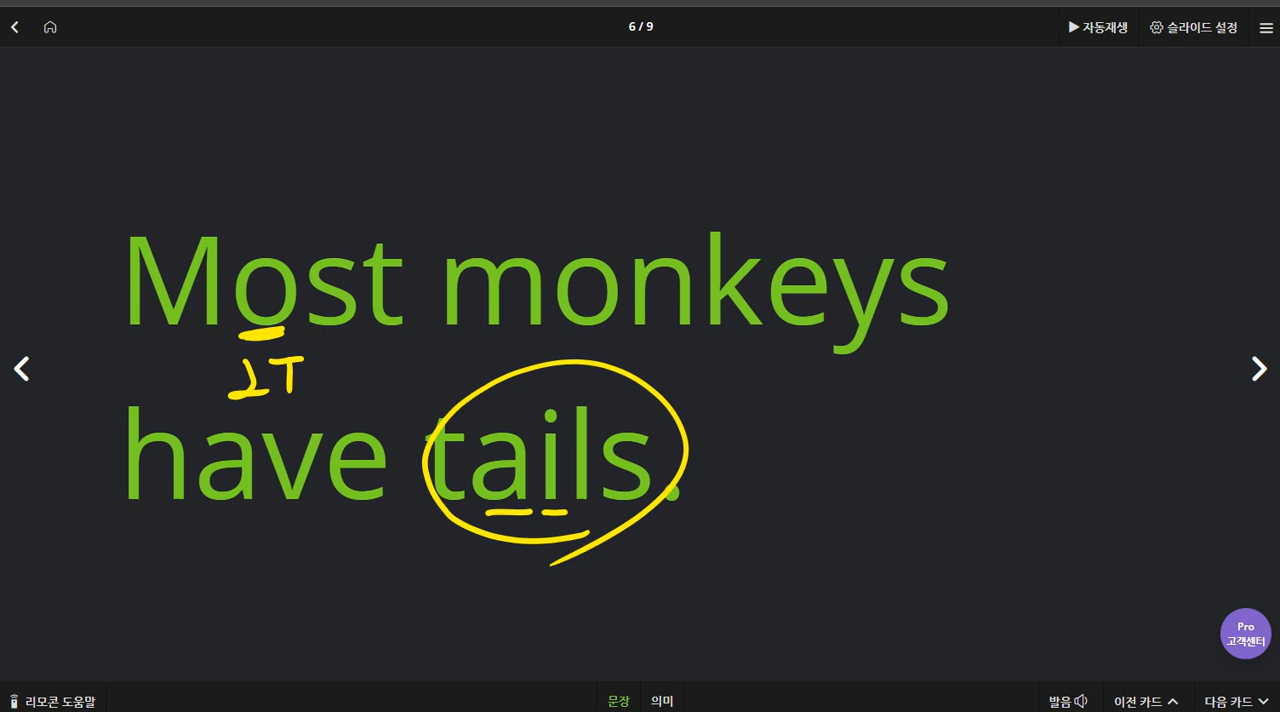 6 / 9
자동재생
슬라이드 설정
Most monkeys
have tails.
Pro
고객센터
리모콘 도움말
문장
의미
발음
이전 카드
다음 카드